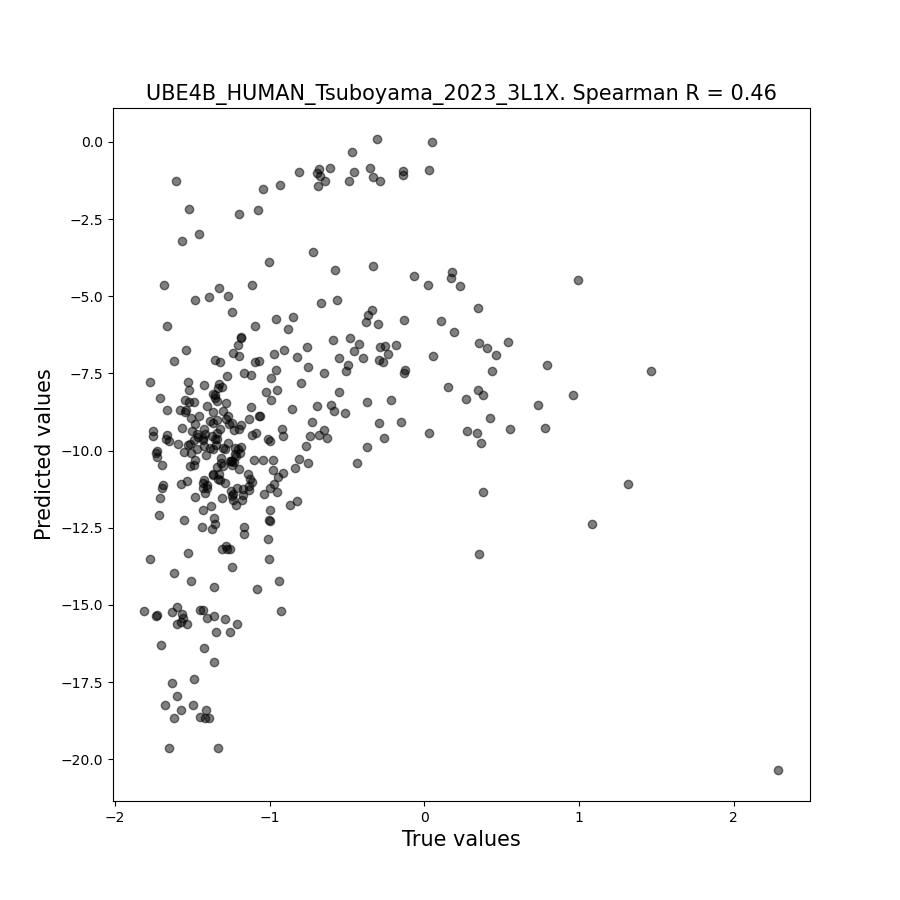 UBE4B_HUMAN_Tsuboyama_2023_3L1X. Spearman R = 0.46
0.0
−2.5
−5.0
−7.5
−10.0
−12.5
−15.0
−17.5
−20.0
Predicted values
−2 −1 0 1 2
True values